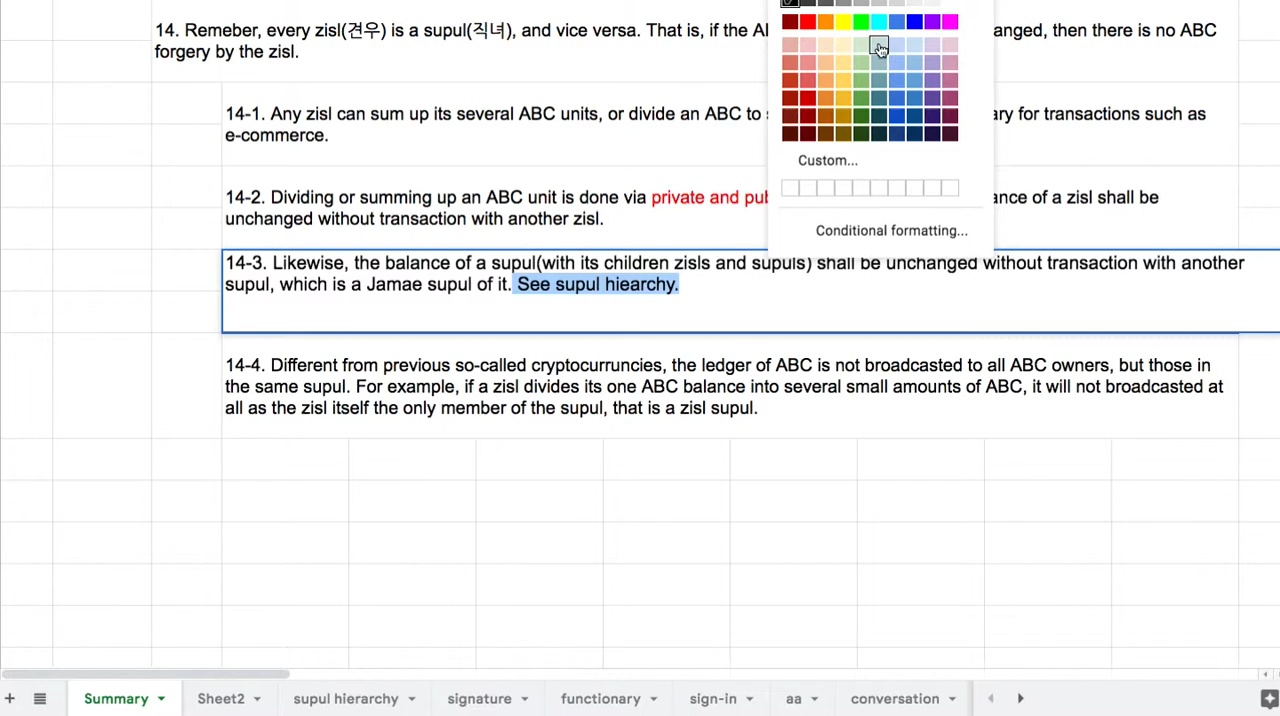 14. Remeber, every zisl(견우) is a supul(직녀), and vice versa. That is, if the AB anged, then there is no ABC
forgery by the zisl.
14-1. Any zisl can sum up its several ABC units, or divide an ABC to ary for transactions such as
e-commerce.
Custom...
14-2. Dividing or summing up an ABC unit is done via private and pub ance of a zisl shall be
unchanged without transaction with another zisl.
Conditional formatting...
14-3. Likewise, the balance of a supul(with its children zisls and supuls) shall be unchanged without transaction with another
supul, which is a Jamae supul of it. See supul hiearchy.
14-4. Different from previous so-called cryptocurruncies, the ledger of ABC is not broadcasted to all ABC owners, but those in
the same supul. For example, if a zisl divides its one ABC balance into several small amounts of ABC, it will not broadcasted at
all as the zisl itself the only member of the supul, that is a zisl supul.
+ Summary Sheet2 supul hierarchy signature functionary sign-in aa conversation